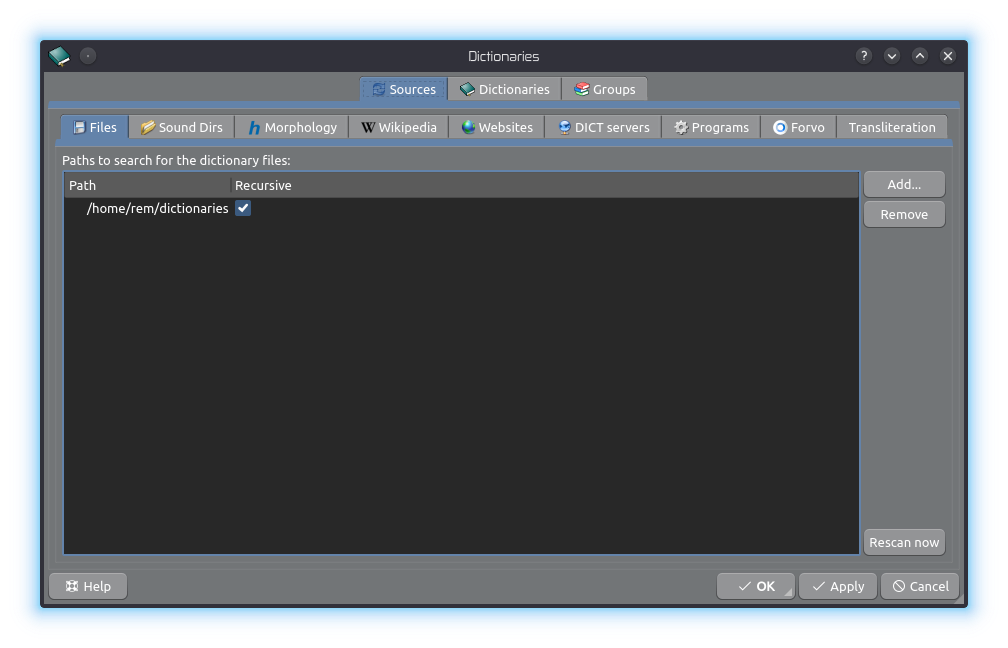 Dictionaries
Sources Dictionaries Groups
Files Sound Dirs Morphology Wikipedia Websites DICT servers Programs Forvo Transliteration
Paths to search for the dictionary files:
Path Recursive Add...
/home/rem/dictionaries Remove
Rescan now
Help OK Apply Cancel